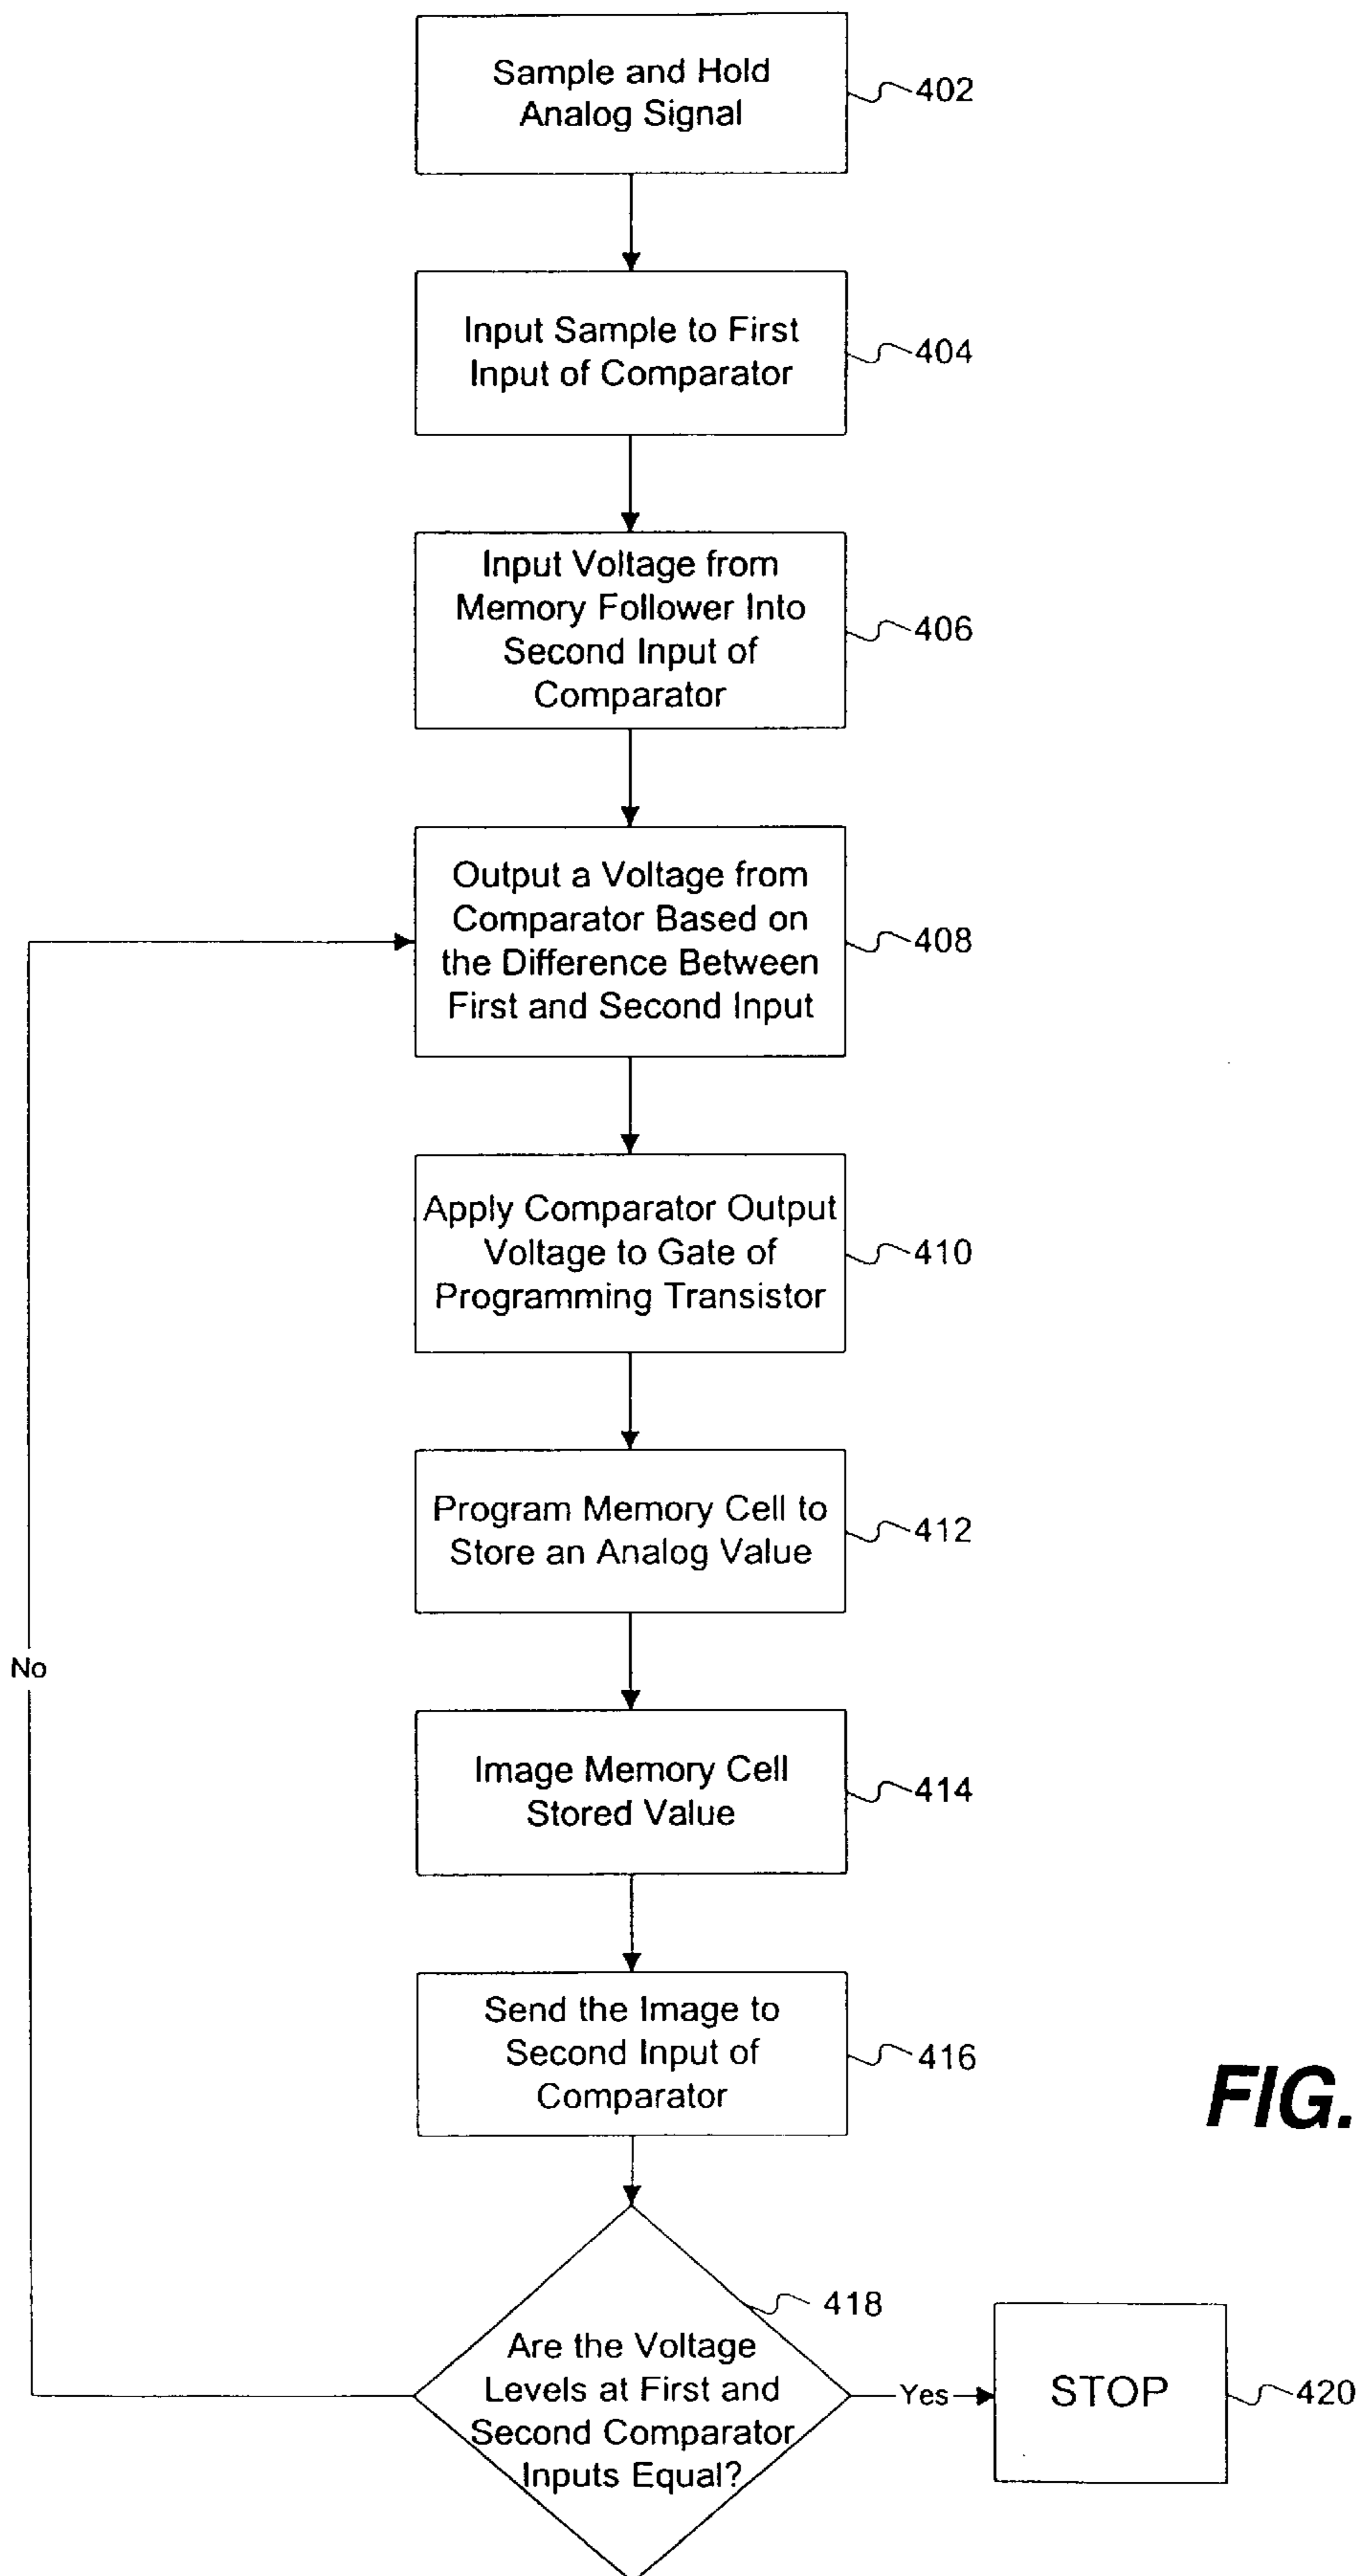 Sample and Hold
Analog Signal
402
Input Sample to First
Input of Comparator
404
Input Voltage from
Memory Follower Into
Second Input of
Comparator
406
Output a Voltage from
Comparator Based on
the Difference Between
First and Second Input
408
Apply Comparator Output
Voltage to Gate of
Programming Transistor
410
Program Memory Cell to
Store an Analog Value
412
No
Image Memory Cell
Stored Value
414
Send the Image to
Second Input of
Comparator
416
FIG.
418
Are the Voltage
Levels at First and
Second Comparator
Inputs Equal?
Yes
STOP
420